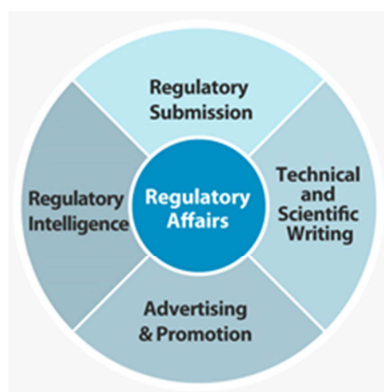 Regulatory
Submission
Technical
and
Scientific
Writing
Regulatory
Intelligence
Regulatory
Affairs
Advertising
& Promotion